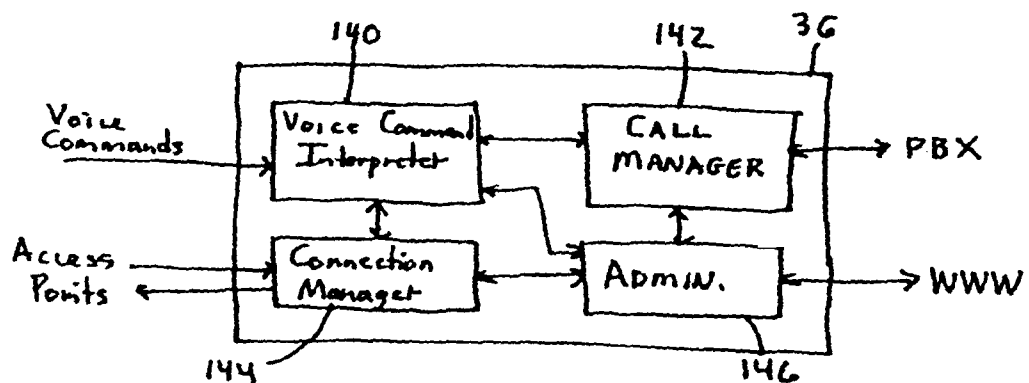 140
142
36
Voice
Commands
Voice Command
Interpreter
CALL
MANAGER
PBX
Access
Points
Connection
Manager
ADMIN.
WWW
144
146